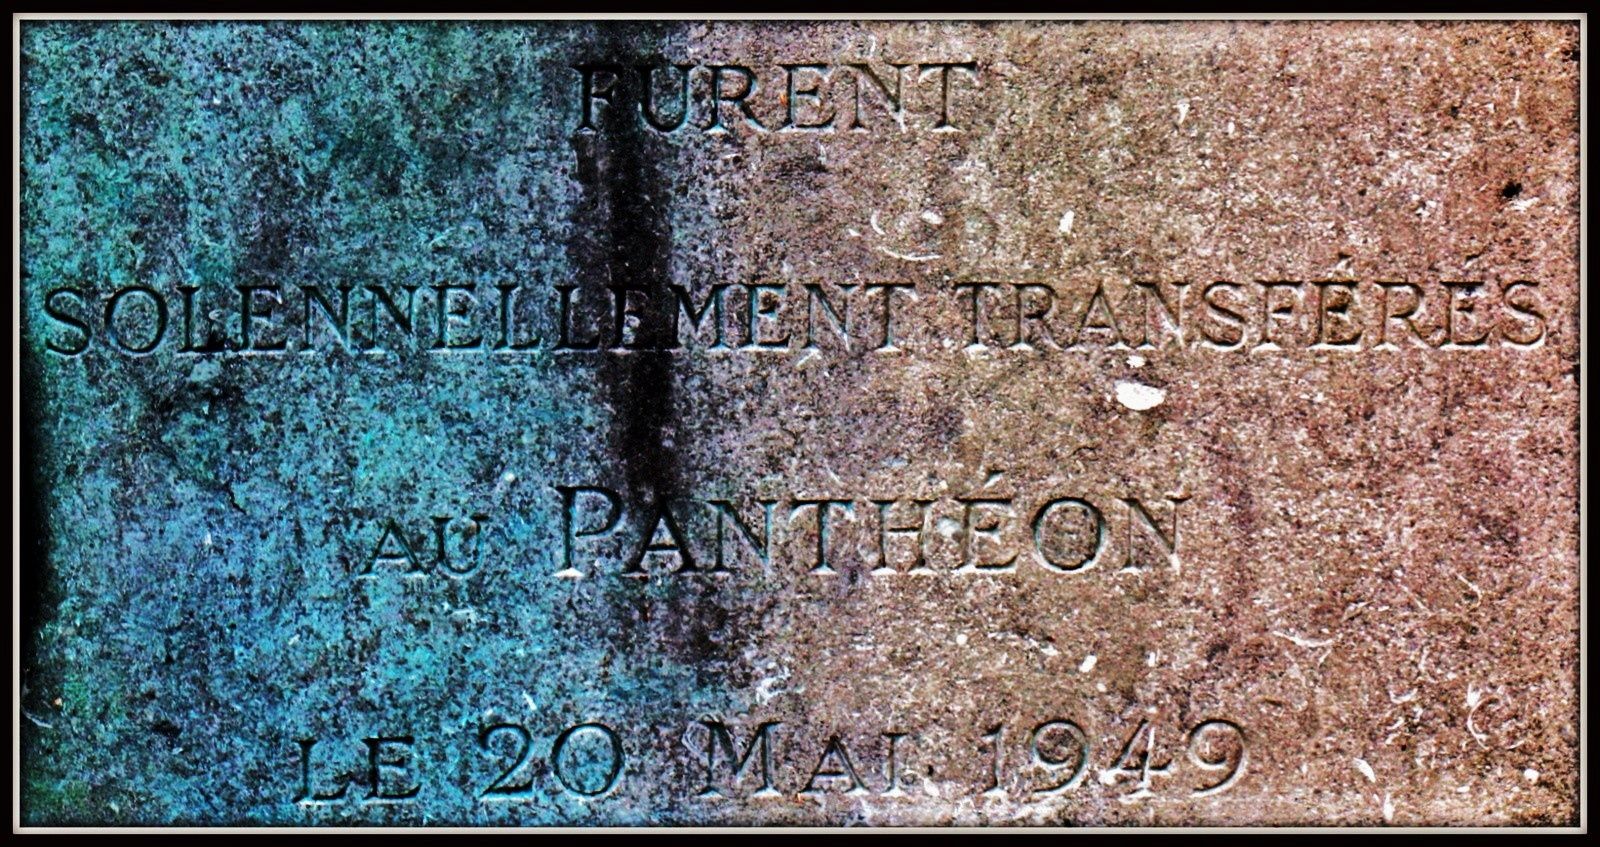 FURENT
SOLENNELLEMENT TRANSFÉRÉS
AU PANTHÉON
LE 20 MAI 1949